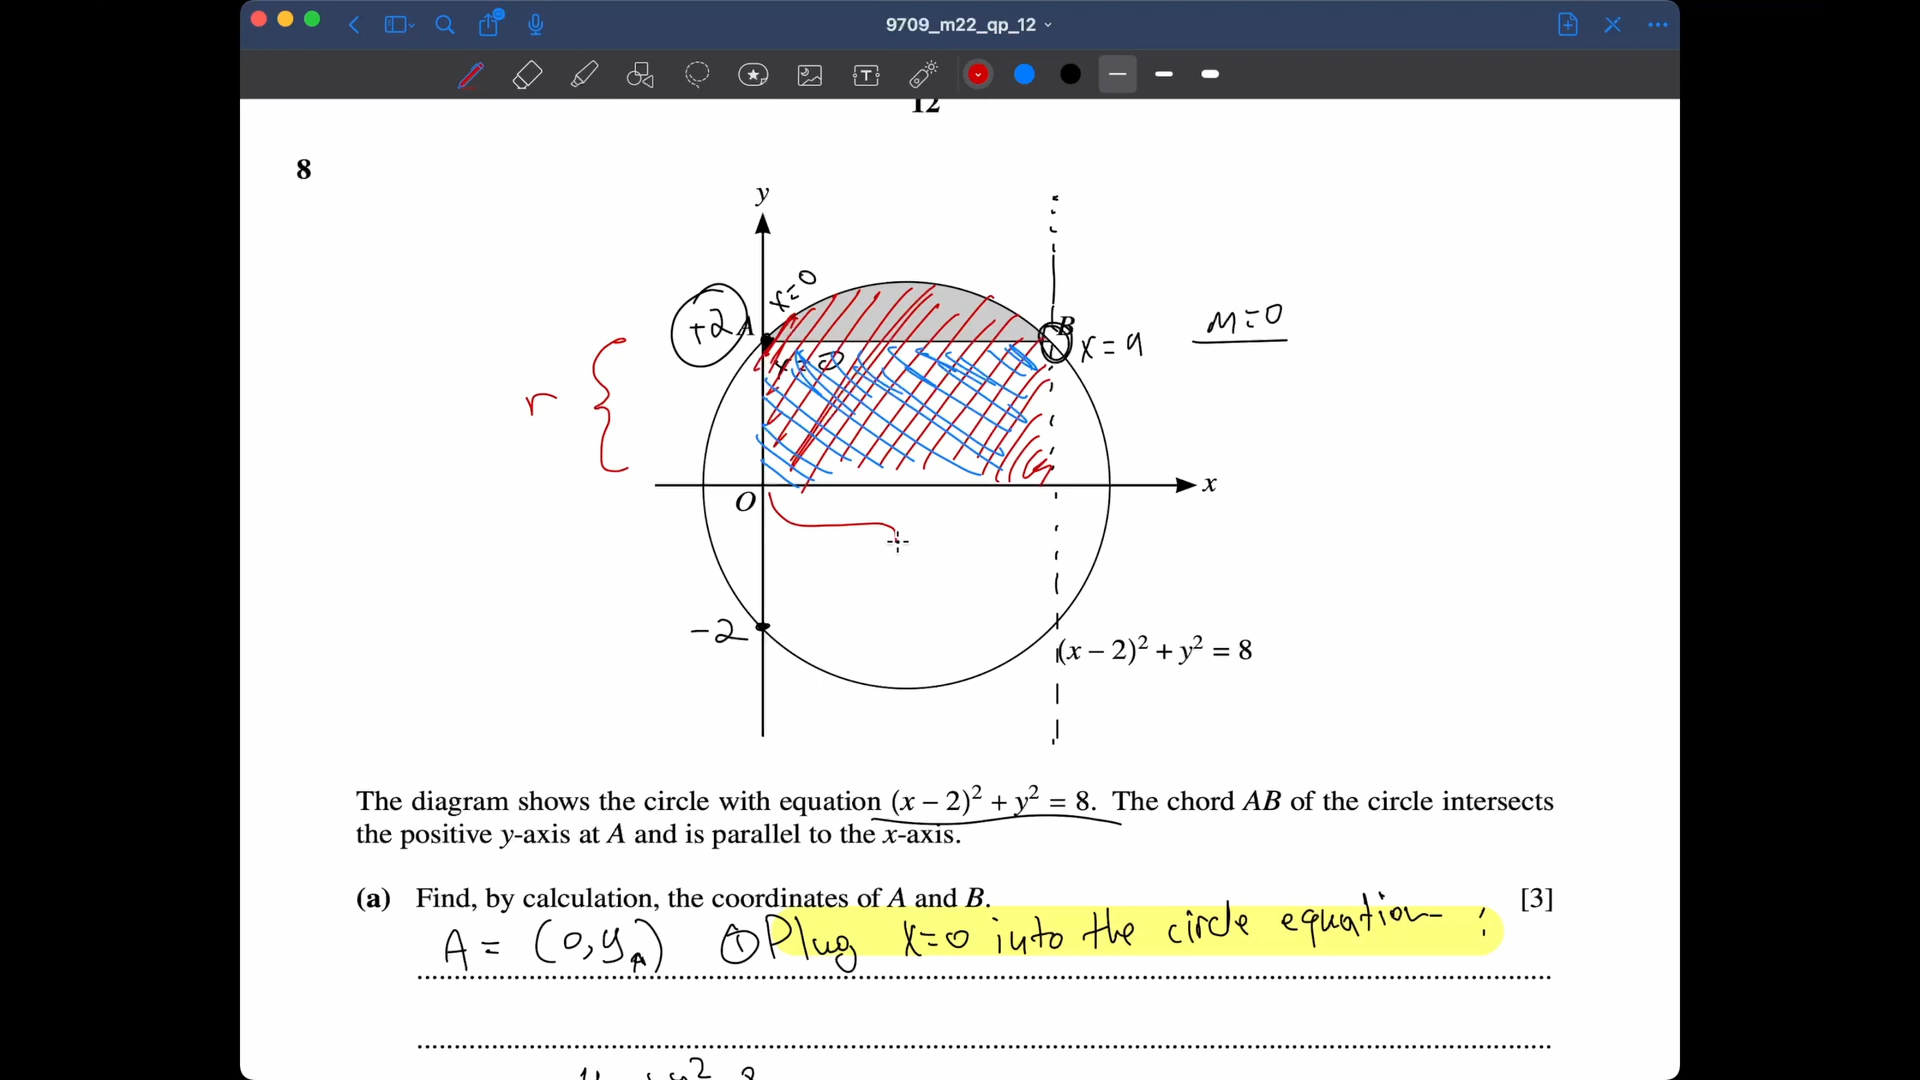 9709_m22_qp_12
12
8
y
x=0
+2
A
B
m=0
x=4
x=0
r
O
x
-2
(x − 2)² + y² = 8
The diagram shows the circle with equation (x − 2)² + y² = 8. The chord AB of the circle intersects
the positive y-axis at A and is parallel to the x-axis.
(a) Find, by calculation, the coordinates of A and B. [3]
A = (0, y_A) ① Plug x=0 into the circle equation :